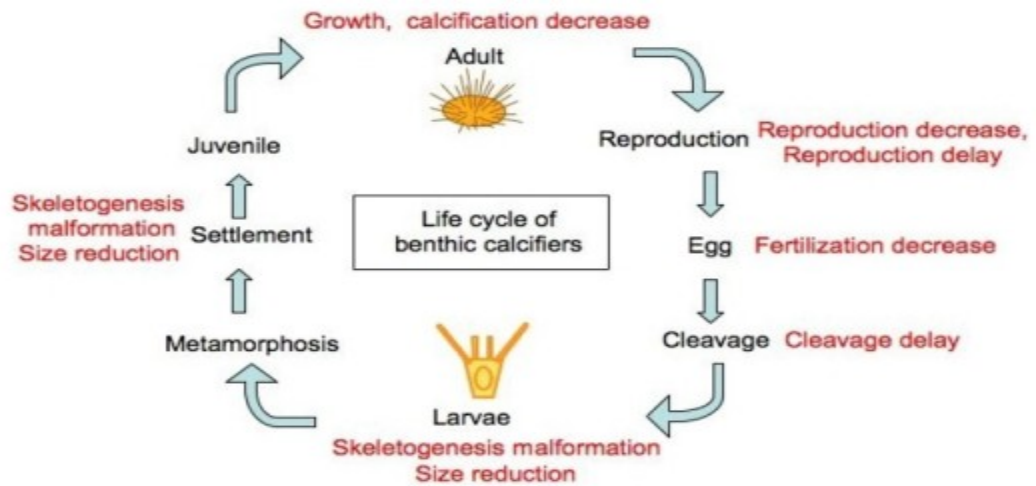 Growth, calcification decrease
Adult
Reproduction
Reproduction decrease,
Reproduction delay
Egg
Fertilization decrease
Cleavage
Cleavage delay
Larvae
Skeletogenesis malformation
Size reduction
Metamorphosis
Settlement
Skeletogenesis
malformation
Size reduction
Juvenile
Life cycle of
benthic calcifiers